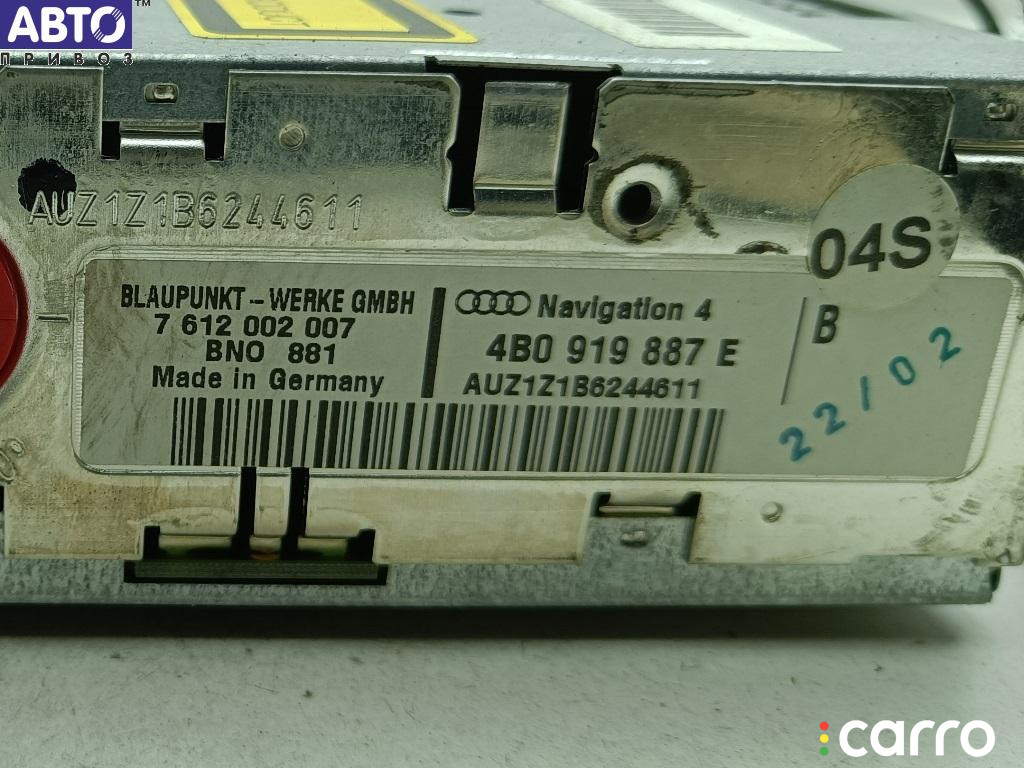 АВТО™
ПРИВОЗ
AUZ1Z1B6244611
04S
BLAUPUNKT - WERKE GMBH
7 612 002 007
BNO 881
Made in Germany
Navigation 4
4B0 919 887 E
AUZ1Z1B6244611
B
22/02
carro